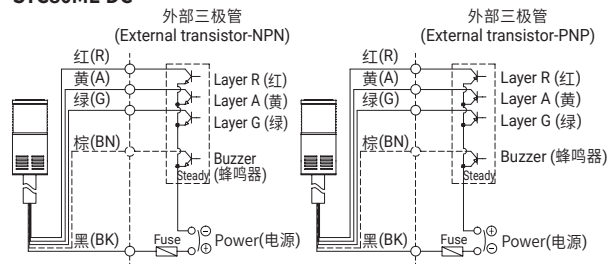 外部三极管
(External transistor-NPN)
红(R)
黄(A)
绿(G)
棕(BN)
黑(BK)
Layer R (红)
Layer A (黄)
Layer G (绿)
Buzzer
(蜂鸣器)
Steady
Fuse
Power(电源)
外部三极管
(External transistor-PNP)
红(R)
黄(A)
绿(G)
棕(BN)
黑(BK)
Layer R (红)
Layer A (黄)
Layer G (绿)
Buzzer (蜂鸣器)
Steady
Fuse
Power(电源)